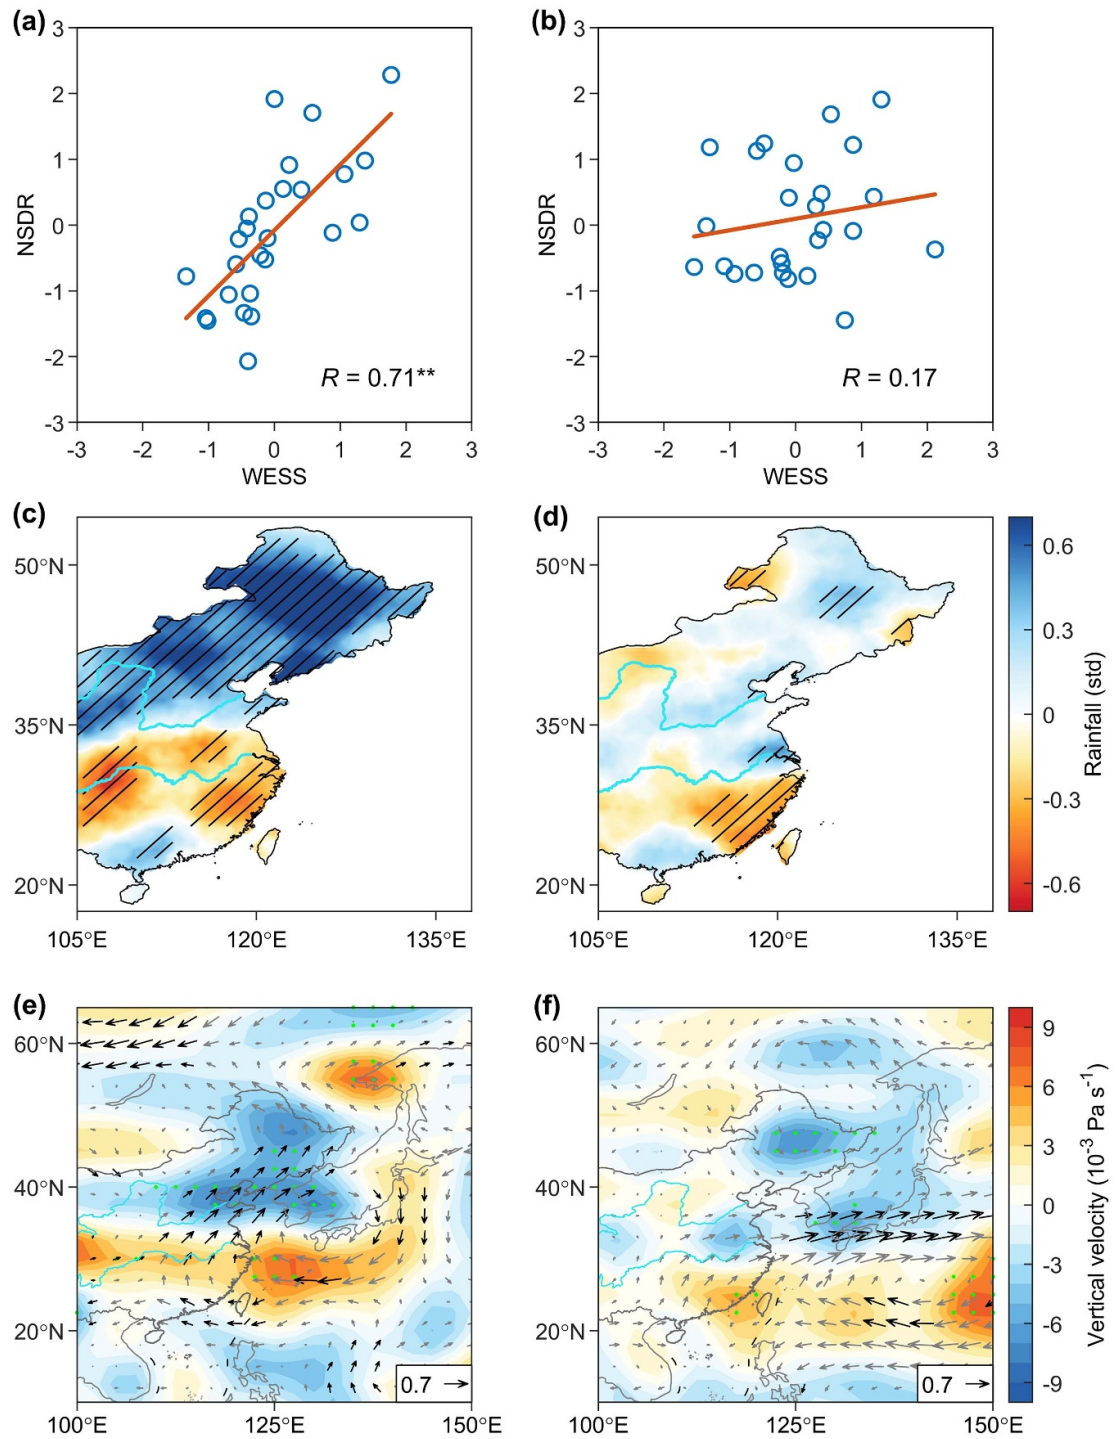 (a)
3
2
1
0
-1
-2
-3
NSDR
R = 0.71**
-3 -2 -1 0 1 2 3
WESS
(b)
3
2
1
0
-1
-2
-3
NSDR
R = 0.17
-3 -2 -1 0 1 2 3
WESS
(c)
50°N
35°N
20°N
105°E 120°E 135°E
(d)
50°N
35°N
20°N
105°E 120°E 135°E
0.6
0.3
0
-0.3
-0.6
Rainfall (std)
(e)
60°N
40°N
20°N
0.7
100°E 125°E 150°E
(f)
60°N
40°N
20°N
0.7
100°E 125°E 150°E
9
6
3
0
-3
-6
-9
Vertical velocity (10⁻³ Pa s⁻¹)